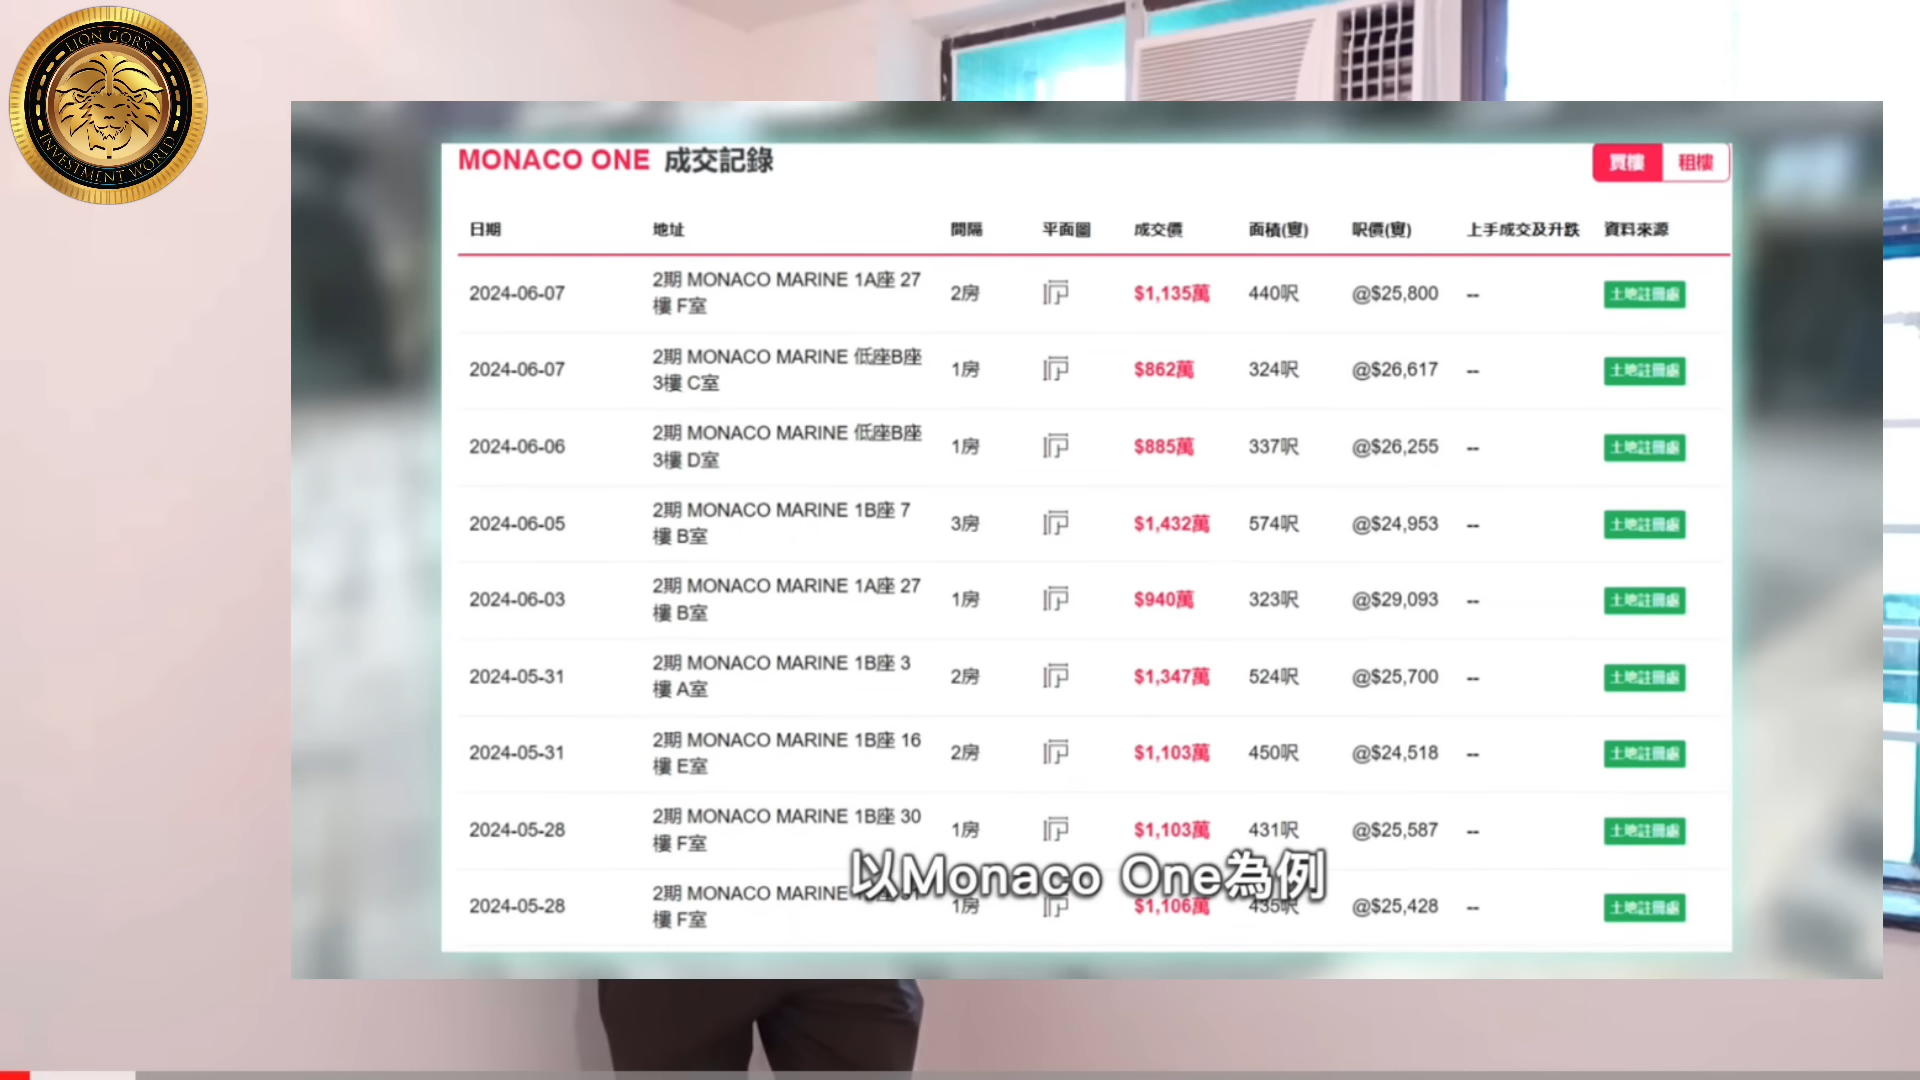 LION GOR'S
INVESTMENT WORLD
MONACO ONE 成交記錄
買樓 租樓
日期 地址 間隔 平面圖 成交價 面積(實) 呎價(實) 上手成交及升跌 資料來源
2024-06-07 2期 MONACO MARINE 1A座 27樓 F室 2房 $1,135萬 440呎 @$25,800 -- 土地註冊處
2024-06-07 2期 MONACO MARINE 低座B座 3樓 C室 1房 $862萬 324呎 @$26,617 -- 土地註冊處
2024-06-06 2期 MONACO MARINE 低座B座 3樓 D室 1房 $885萬 337呎 @$26,255 -- 土地註冊處
2024-06-05 2期 MONACO MARINE 1B座 7樓 B室 3房 $1,432萬 574呎 @$24,953 -- 土地註冊處
2024-06-03 2期 MONACO MARINE 1A座 27樓 B室 1房 $940萬 323呎 @$29,093 -- 土地註冊處
2024-05-31 2期 MONACO MARINE 1B座 3樓 A室 2房 $1,347萬 524呎 @$25,700 -- 土地註冊處
2024-05-31 2期 MONACO MARINE 1B座 16樓 E室 2房 $1,103萬 450呎 @$24,518 -- 土地註冊處
2024-05-28 2期 MONACO MARINE 1B座 30樓 F室 1房 $1,103萬 431呎 @$25,587 -- 土地註冊處
2024-05-28 2期 MONACO MARINE 樓 F室 1房 $1,106萬 435呎 @$25,428 -- 土地註冊處
以Monaco One為例